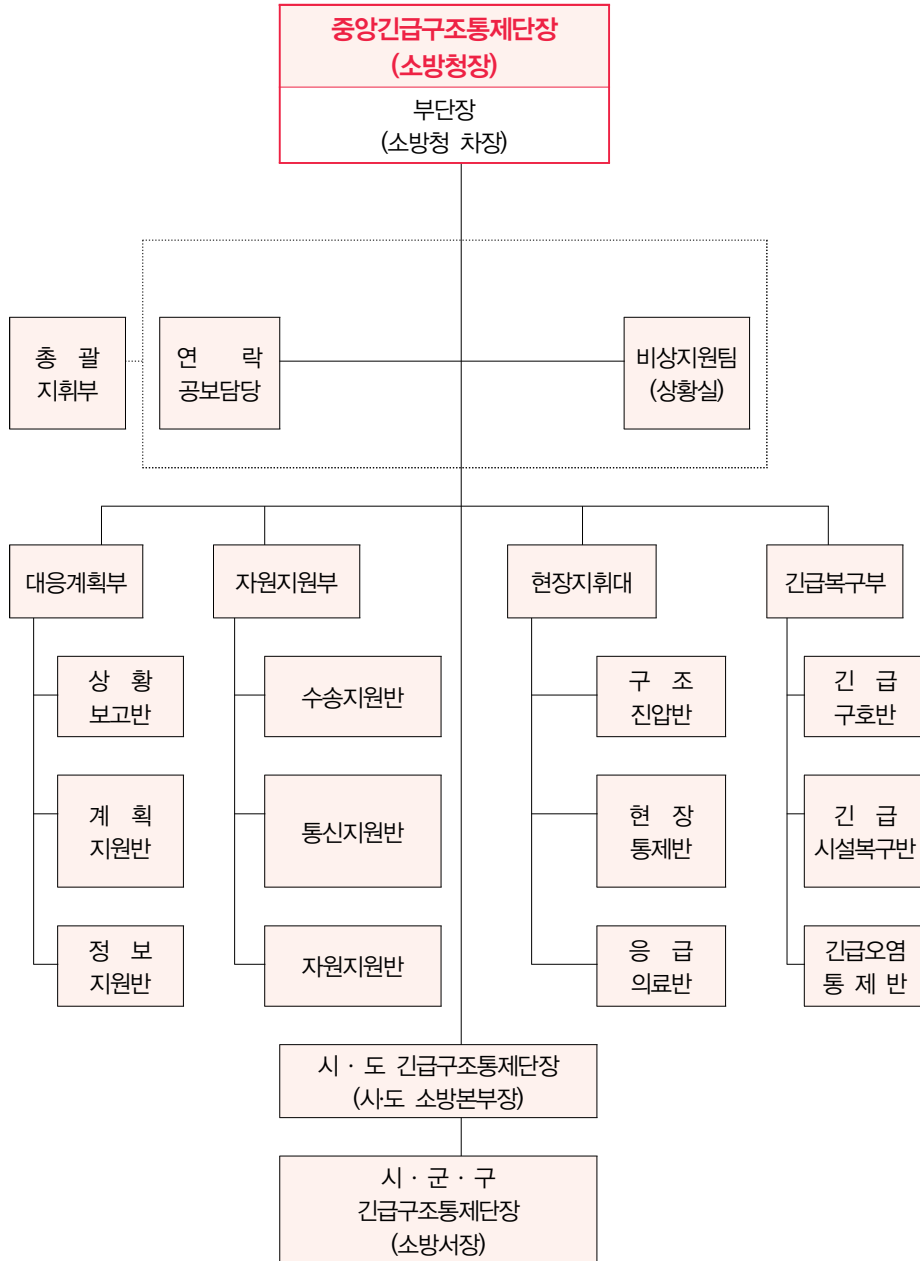 중앙긴급구조통제단장
(소방청장)
부단장
(소방청 차장)
총 괄
지휘부
연 락
공보담당
비상지원팀
(상황실)
대응계획부
자원지원부
현장지휘대
긴급복구부
상 황
보고반
수송지원반
구 조
진압반
긴 급
구호반
계 획
지원반
통신지원반
현 장
통제반
긴 급
시설복구반
정 보
지원반
자원지원반
응 급
의료반
긴급오염
통 제 반
시 · 도 긴급구조통제단장
(시·도 소방본부장)
시 · 군 · 구
긴급구조통제단장
(소방서장)